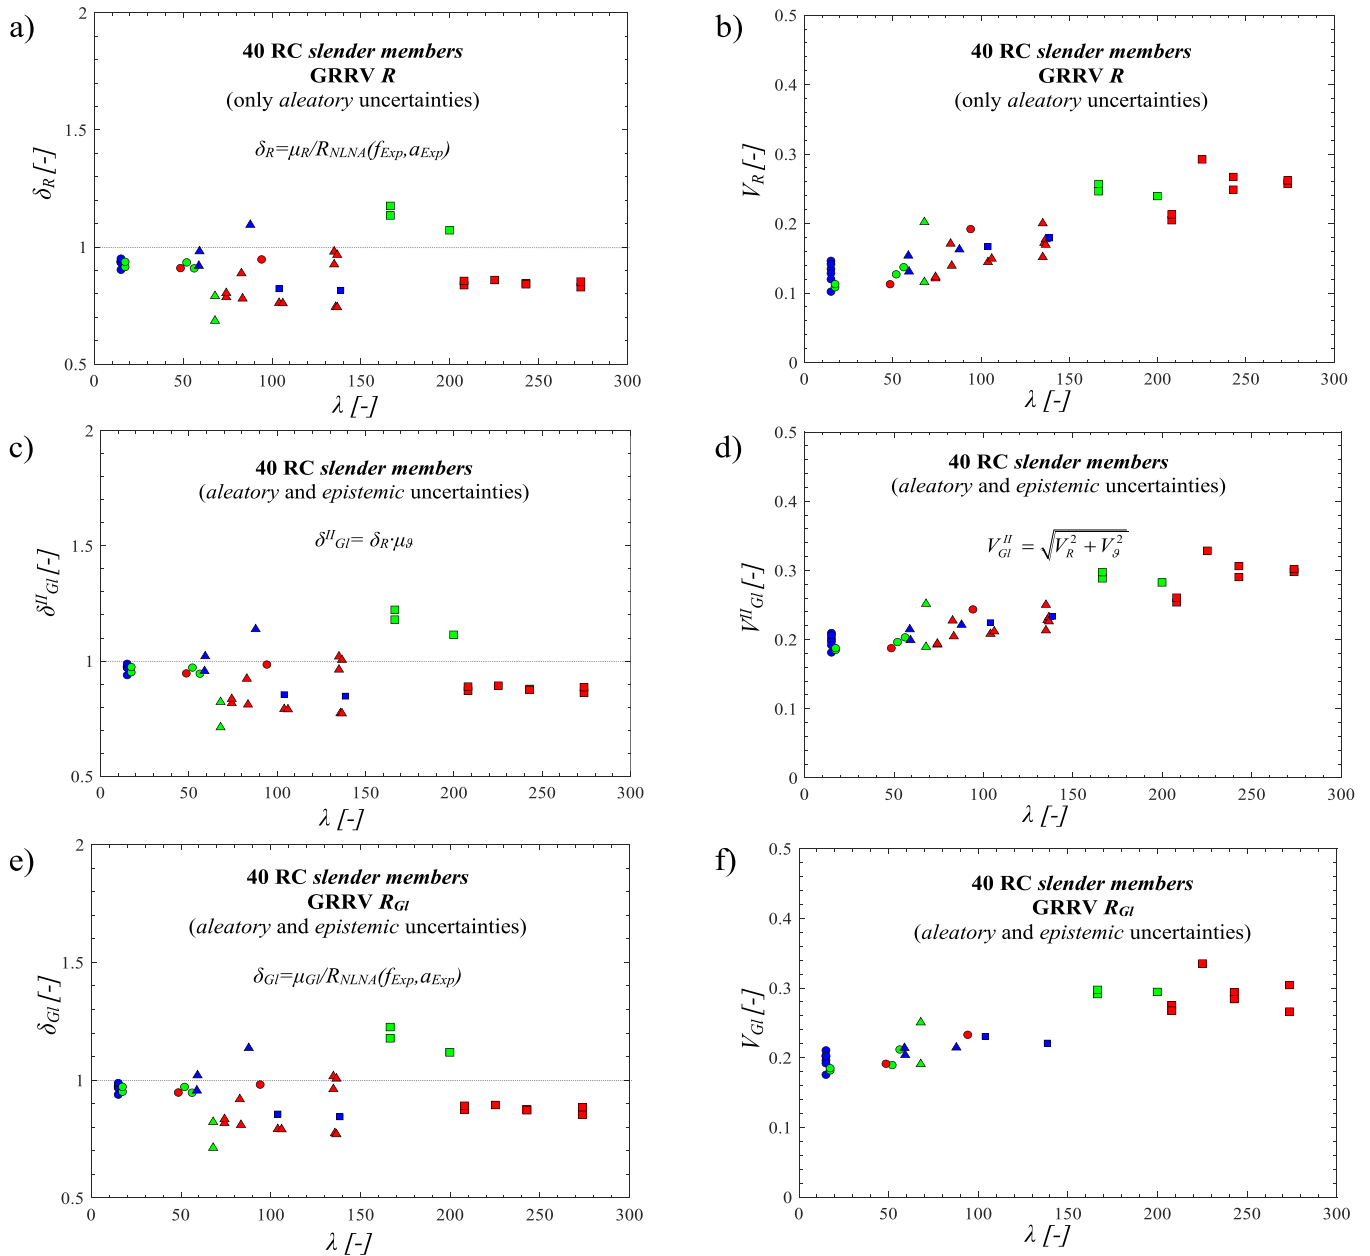 a)
40 RC slender members
GRRV R
(only aleatory uncertainties)
δR=μR/RNLNA(fExp,aExp)
δR [-]
2
1.5
1
0.5
0 50 100 150 200 250 300
λ [-]
b)
40 RC slender members
GRRV R
(only aleatory uncertainties)
VR [-]
0.5
0.4
0.3
0.2
0.1
0
0 50 100 150 200 250 300
λ [-]
c)
40 RC slender members
(aleatory and epistemic uncertainties)
δ^II_Gl= δR·μϑ
δ^II_Gl [-]
2
1.5
1
0.5
0 50 100 150 200 250 300
λ [-]
d)
40 RC slender members
(aleatory and epistemic uncertainties)
V^II_Gl = √(V_R^2 + V_ϑ^2)
V^II_Gl [-]
0.5
0.4
0.3
0.2
0.1
0
0 50 100 150 200 250 300
λ [-]
e)
40 RC slender members
GRRV RGl
(aleatory and epistemic uncertainties)
δGl=μGl/RNLNA(fExp,aExp)
δGl [-]
2
1.5
1
0.5
0 50 100 150 200 250 300
λ [-]
f)
40 RC slender members
GRRV RGl
(aleatory and epistemic uncertainties)
VGl [-]
0.5
0.4
0.3
0.2
0.1
0
0 50 100 150 200 250 300
λ [-]